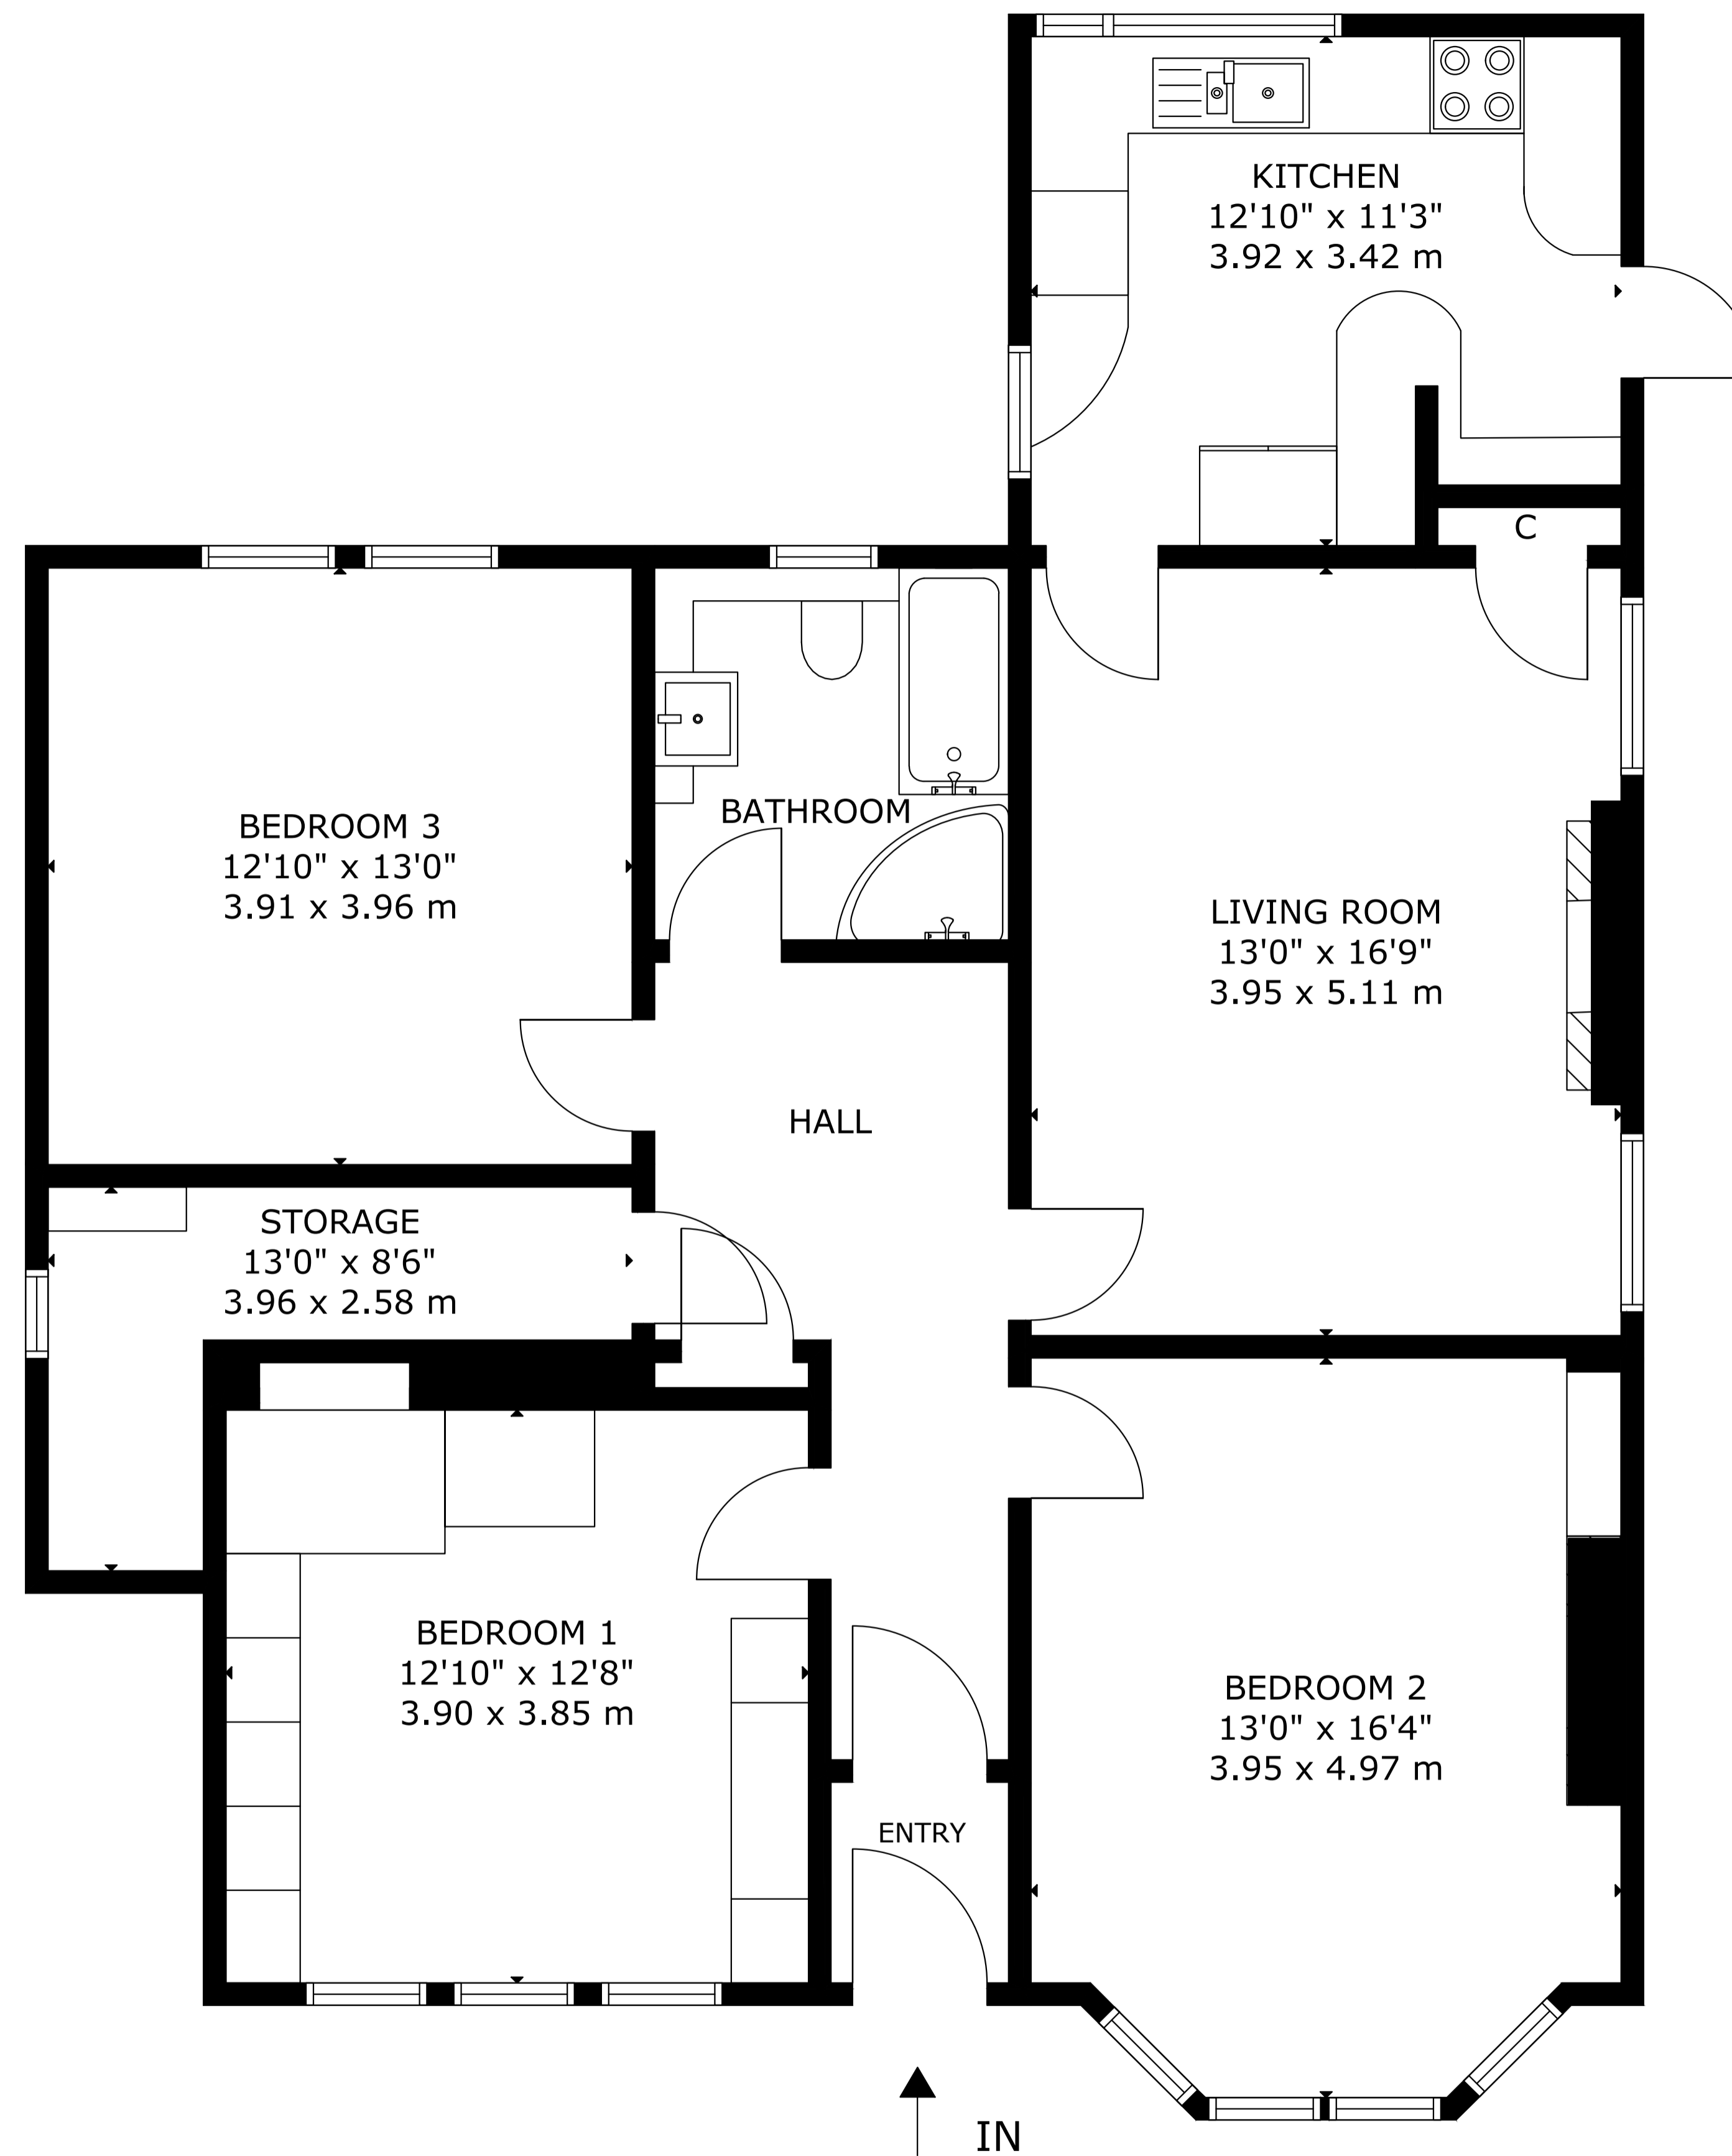 KITCHEN
12'10" x 11'3"
3.92 x 3.42 m
C
BEDROOM 3
12'10" x 13'0"
3.91 x 3.96 m
BATHROOM
LIVING ROOM
13'0" x 16'9"
3.95 x 5.11 m
HALL
STORAGE
13'0" x 8'6"
3.96 x 2.58 m
BEDROOM 1
12'10" x 12'8"
3.90 x 3.85 m
BEDROOM 2
13'0" x 16'4"
3.95 x 4.97 m
ENTRY
IN